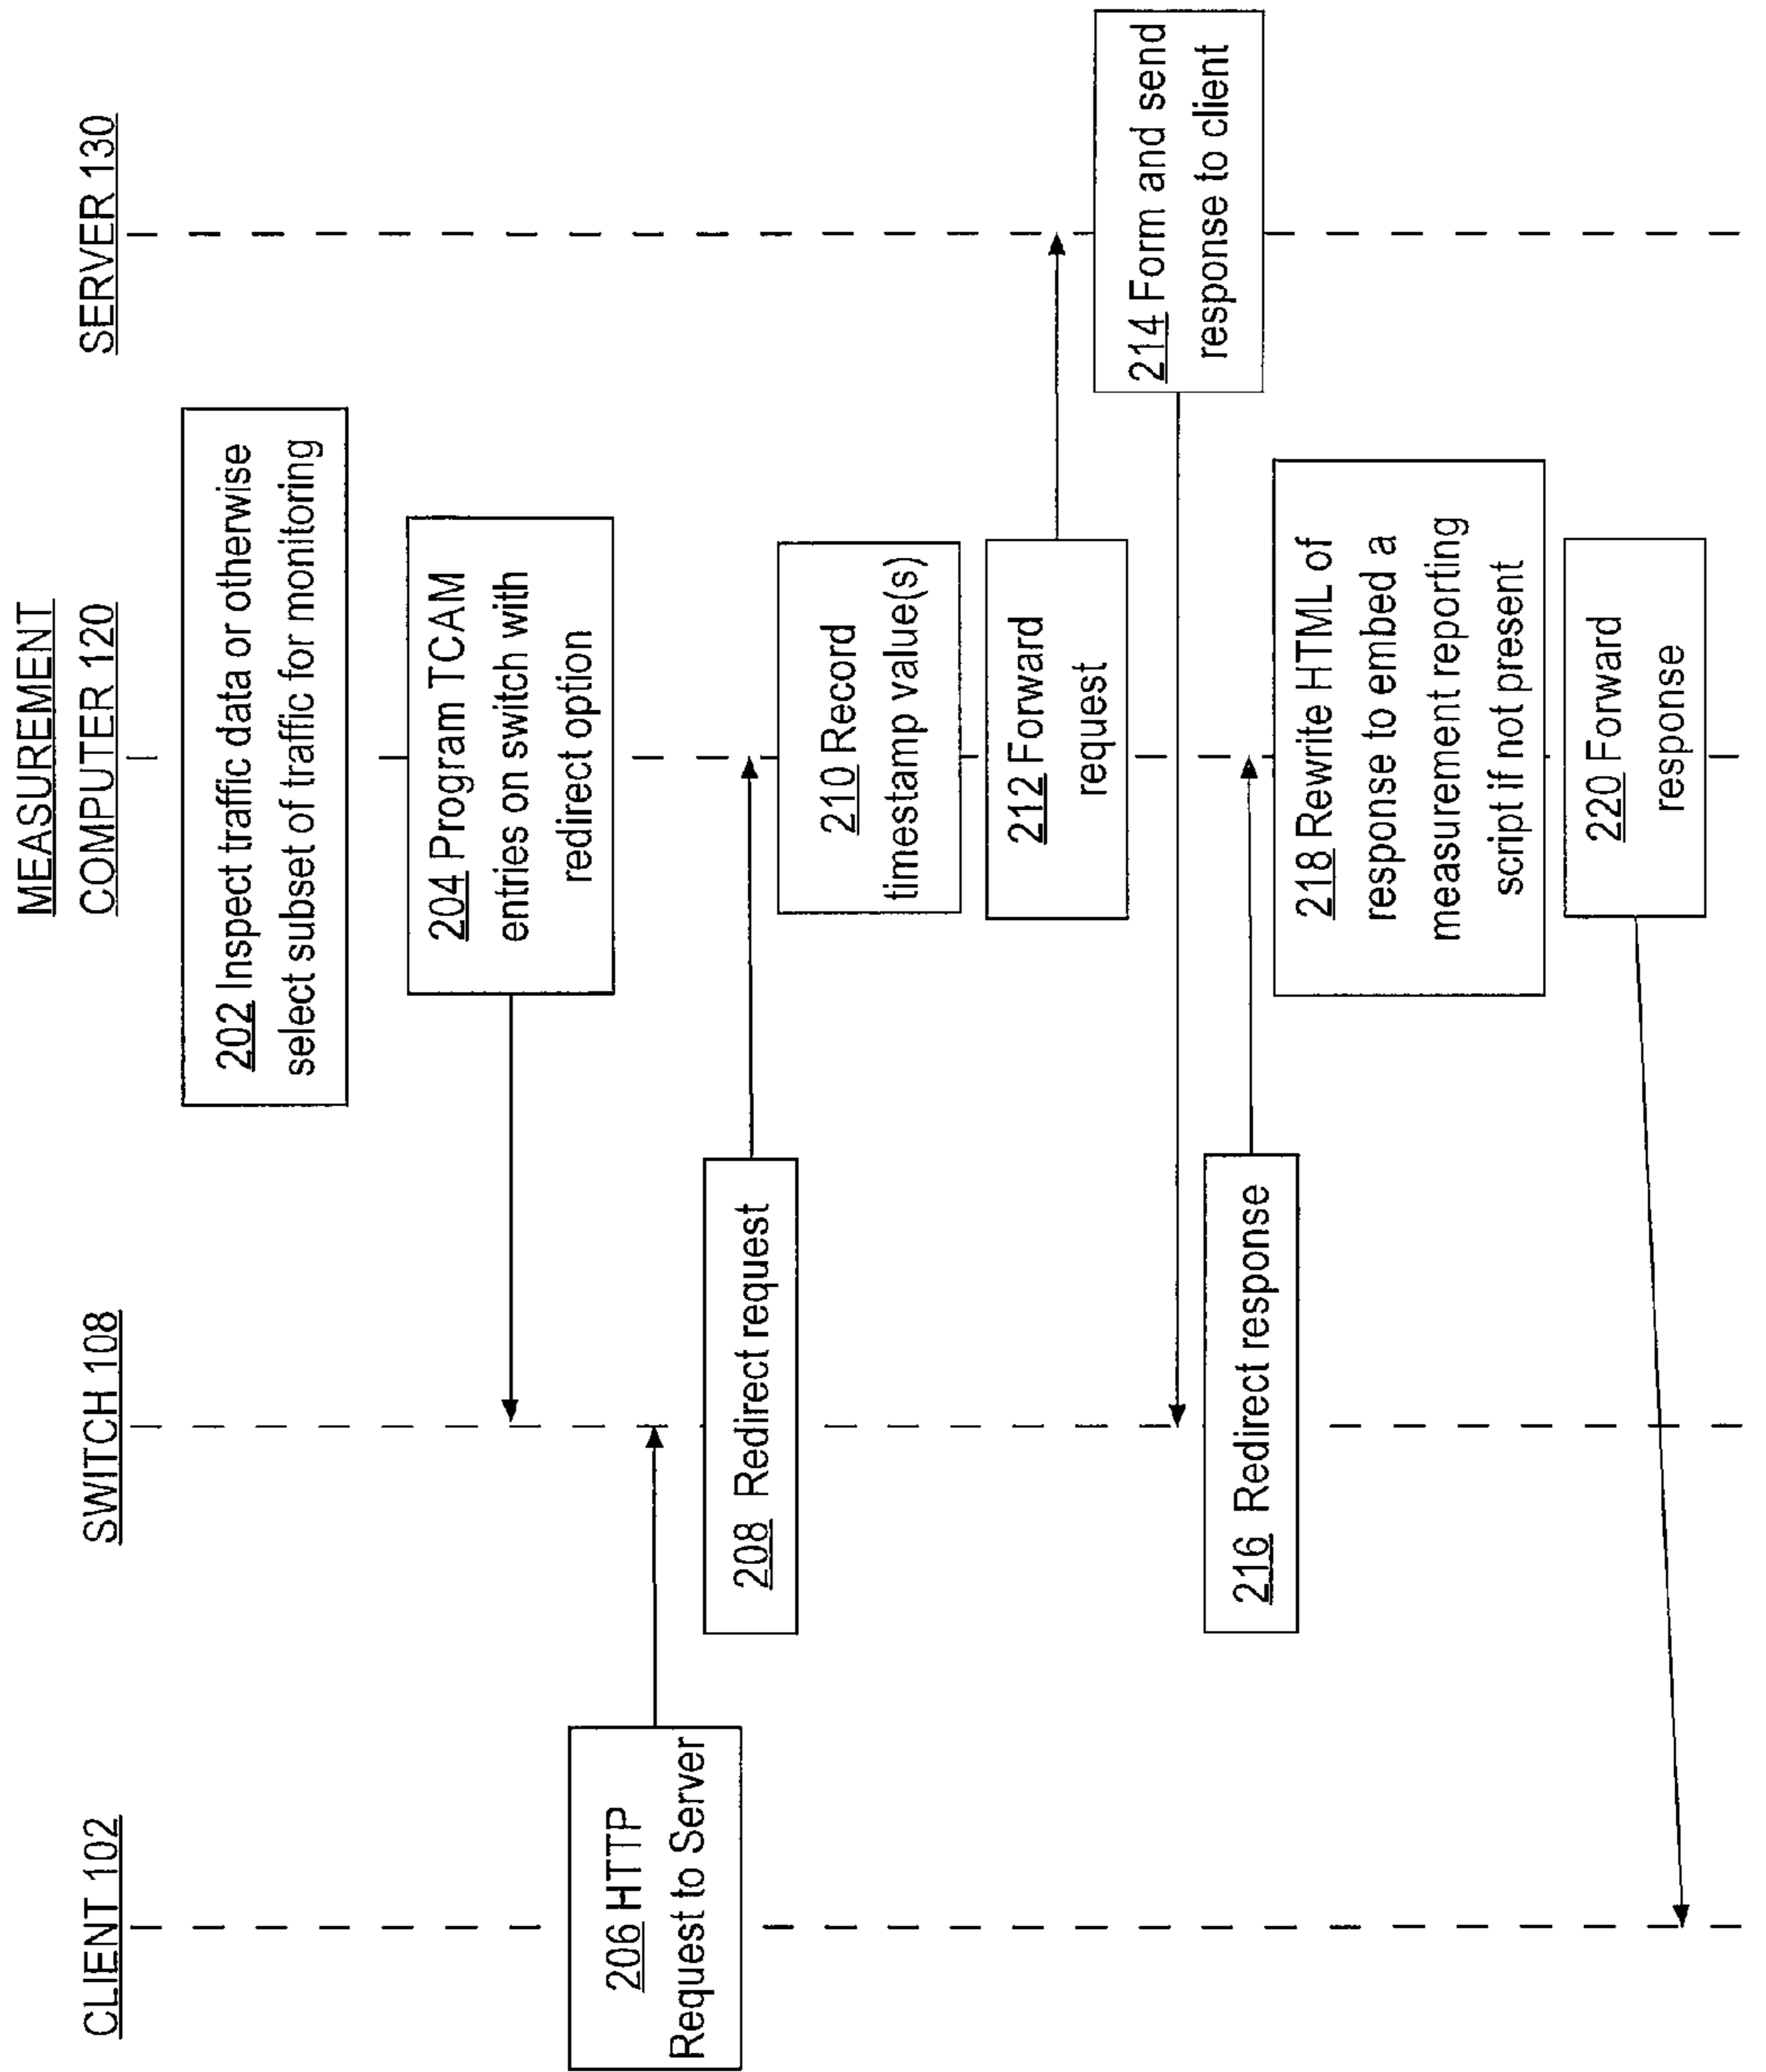 CLIENT 102
SWITCH 108
MEASUREMENT
COMPUTER 120
SERVER 130
202 Inspect traffic data or otherwise
select subset of traffic for monitoring
204 Program TCAM
entries on switch with
redirect option
206 HTTP
Request to Server
208 Redirect request
210 Record
timestamp value(s)
212 Forward
request
214 Form and send
response to client
216 Redirect response
218 Rewrite HTML of
response to embed a
measurement reporting
script if not present
220 Forward
response